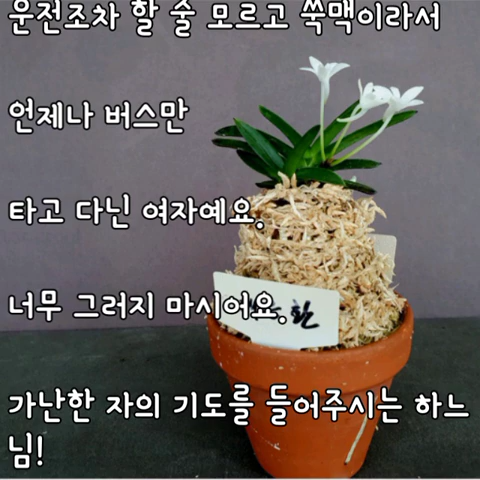 운전조차 할 줄 모르고 쑥맥이라서
언제나 버스만
타고 다닌 여자예요.
너무 그러지 마시어요.
가난한 자의 기도를 들어주시는 하느
님!